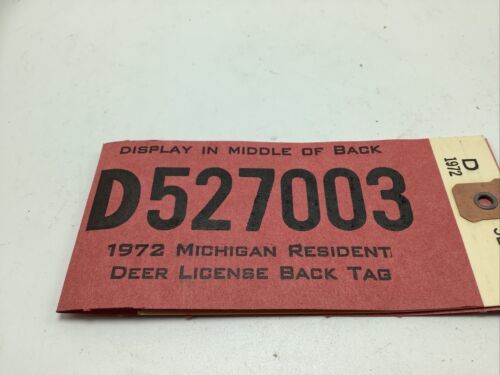 DISPLAY IN MIDDLE OF BACK
D527003
1972 MICHIGAN RESIDENT
DEER LICENSE BACK TAG
D
1972